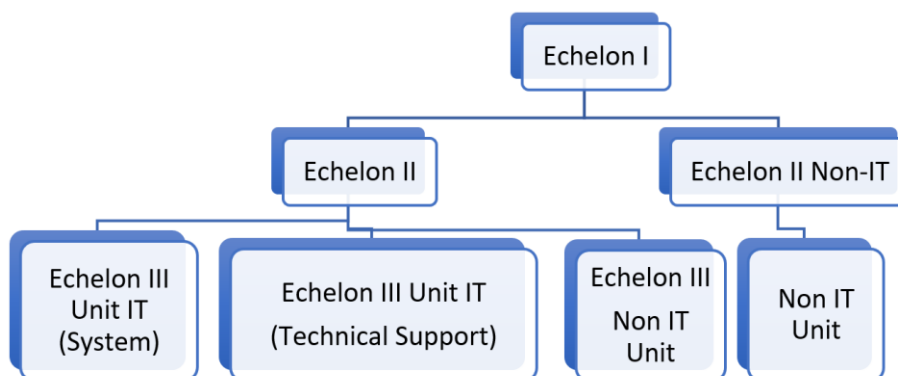 Echelon I
Echelon II
Echelon II Non-IT
Echelon III
Unit IT
(System)
Echelon III Unit IT
(Technical Support)
Echelon III
Non IT
Unit
Non IT
Unit